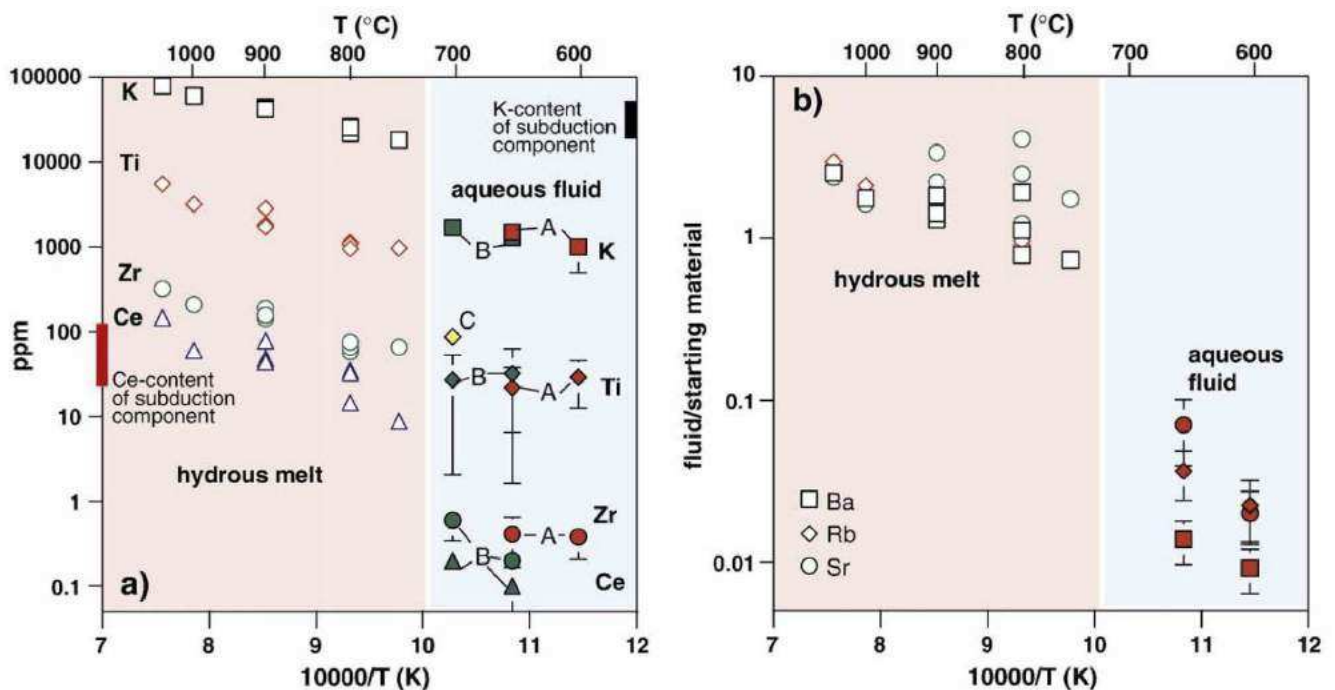 T (°C)
1000 900 800 700 600
100000
10000
1000
100
10
1
0.1
ppm
K
Ti
Zr
Ce
Ce-content
of subduction
component
hydrous melt
a)
K-content
of subduction
component
aqueous fluid
A
B
K
C
B
A
Ti
A
Zr
B
Ce
7 8 9 10 11 12
10000/T (K)
T (°C)
1000 900 800 700 600
10
1
0.1
0.01
fluid/starting material
b)
hydrous melt
aqueous
fluid
Ba
Rb
Sr
7 8 9 10 11 12
10000/T (K)